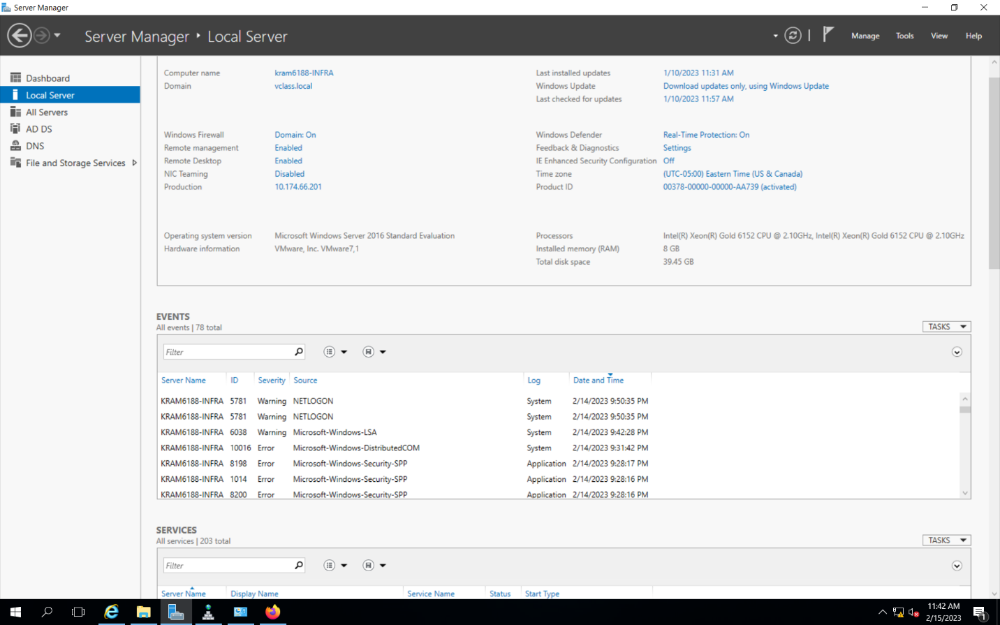 Server Manager
Server Manager ‣ Local Server
Manage Tools View Help
Dashboard
Local Server
All Servers
AD DS
DNS
File and Storage Services
Computer name kram6188-INFRA Last installed updates 1/10/2023 11:31 AM
Domain vclass.local Windows Update Download updates only, using Windows Update
Last checked for updates 1/10/2023 11:57 AM
Windows Firewall Domain: On Windows Defender Real-Time Protection: On
Remote management Enabled Feedback & Diagnostics Settings
Remote Desktop Enabled IE Enhanced Security Configuration Off
NIC Teaming Disabled Time zone (UTC-05:00) Eastern Time (US & Canada)
Production 10.174.66.201 Product ID 00378-00000-00000-AA739 (activated)
Operating system version Microsoft Windows Server 2016 Standard Evaluation Processors Intel(R) Xeon(R) Gold 6152 CPU @ 2.10GHz, Intel(R) Xeon(R) Gold 6152 CPU @ 2.10GHz
Hardware information VMware, Inc. VMware7,1 Installed memory (RAM) 8 GB
Total disk space 39.45 GB
EVENTS
All events | 78 total
TASKS
Filter
Server Name ID Severity Source Log Date and Time
KRAM6188-INFRA 5781 Warning NETLOGON System 2/14/2023 9:50:35 PM
KRAM6188-INFRA 5781 Warning NETLOGON System 2/14/2023 9:50:35 PM
KRAM6188-INFRA 6038 Warning Microsoft-Windows-LSA System 2/14/2023 9:42:28 PM
KRAM6188-INFRA 10016 Error Microsoft-Windows-DistributedCOM System 2/14/2023 9:31:42 PM
KRAM6188-INFRA 8198 Error Microsoft-Windows-Security-SPP Application 2/14/2023 9:28:17 PM
KRAM6188-INFRA 1014 Error Microsoft-Windows-Security-SPP Application 2/14/2023 9:28:16 PM
KRAM6188-INFRA 8200 Error Microsoft-Windows-Security-SPP Application 2/14/2023 9:28:16 PM
SERVICES
All services | 203 total
TASKS
Filter
Server Name Display Name Service Name Status Start Type
11:42 AM
2/15/2023
1